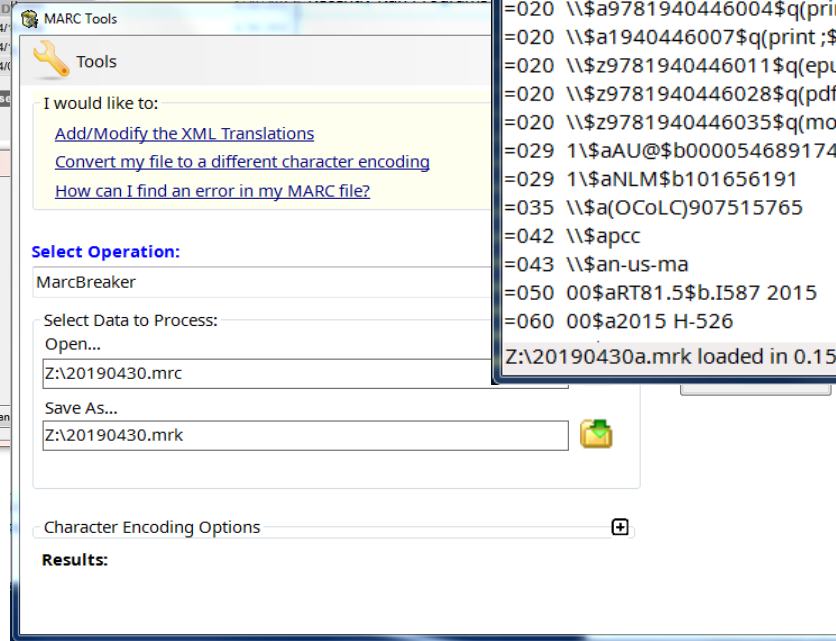 MARC Tools
Tools
I would like to:
Add/Modify the XML Translations
Convert my file to a different character encoding
How can I find an error in my MARC file?
Select Operation:
MarcBreaker
Select Data to Process:
Open...
Z:\20190430.mrc
Save As...
Z:\20190430.mrk
Character Encoding Options
Results:
=020 \\$a9781940446004$q(prin
=020 \\$a1940446007$q(print ;$
=020 \\$z9781940446011$q(epu
=020 \\$z9781940446028$q(pdf
=020 \\$z9781940446035$q(mo
=029 1\$aAU@$b000054689174
=029 1\$aNLM$b101656191
=035 \\$a(OCoLC)907515765
=042 \\$apcc
=043 \\$an-us-ma
=050 00$aRT81.5$b.I587 2015
=060 00$a2015 H-526
Z:\20190430a.mrk loaded in 0.15